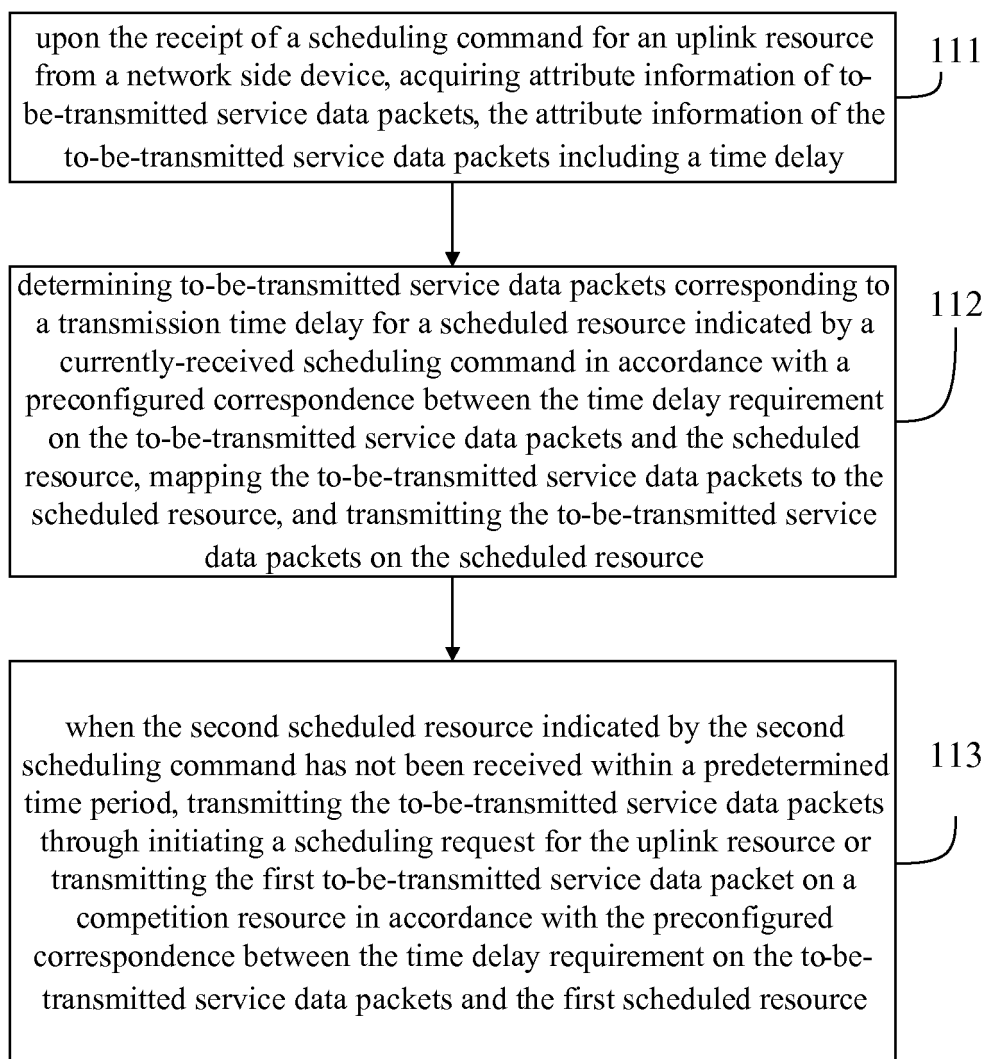 upon the receipt of a scheduling command for an uplink resource
from a network side device, acquiring attribute information of to-
be-transmitted service data packets, the attribute information of the
to-be-transmitted service data packets including a time delay
111
determining to-be-transmitted service data packets corresponding to
a transmission time delay for a scheduled resource indicated by a
currently-received scheduling command in accordance with a
preconfigured correspondence between the time delay requirement
on the to-be-transmitted service data packets and the scheduled
resource, mapping the to-be-transmitted service data packets to the
scheduled resource, and transmitting the to-be-transmitted service
data packets on the scheduled resource
112
when the second scheduled resource indicated by the second
scheduling command has not been received within a predetermined
time period, transmitting the to-be-transmitted service data packets
through initiating a scheduling request for the uplink resource or
transmitting the first to-be-transmitted service data packet on a
competition resource in accordance with the preconfigured
correspondence between the time delay requirement on the to-be-
transmitted service data packets and the first scheduled resource
113